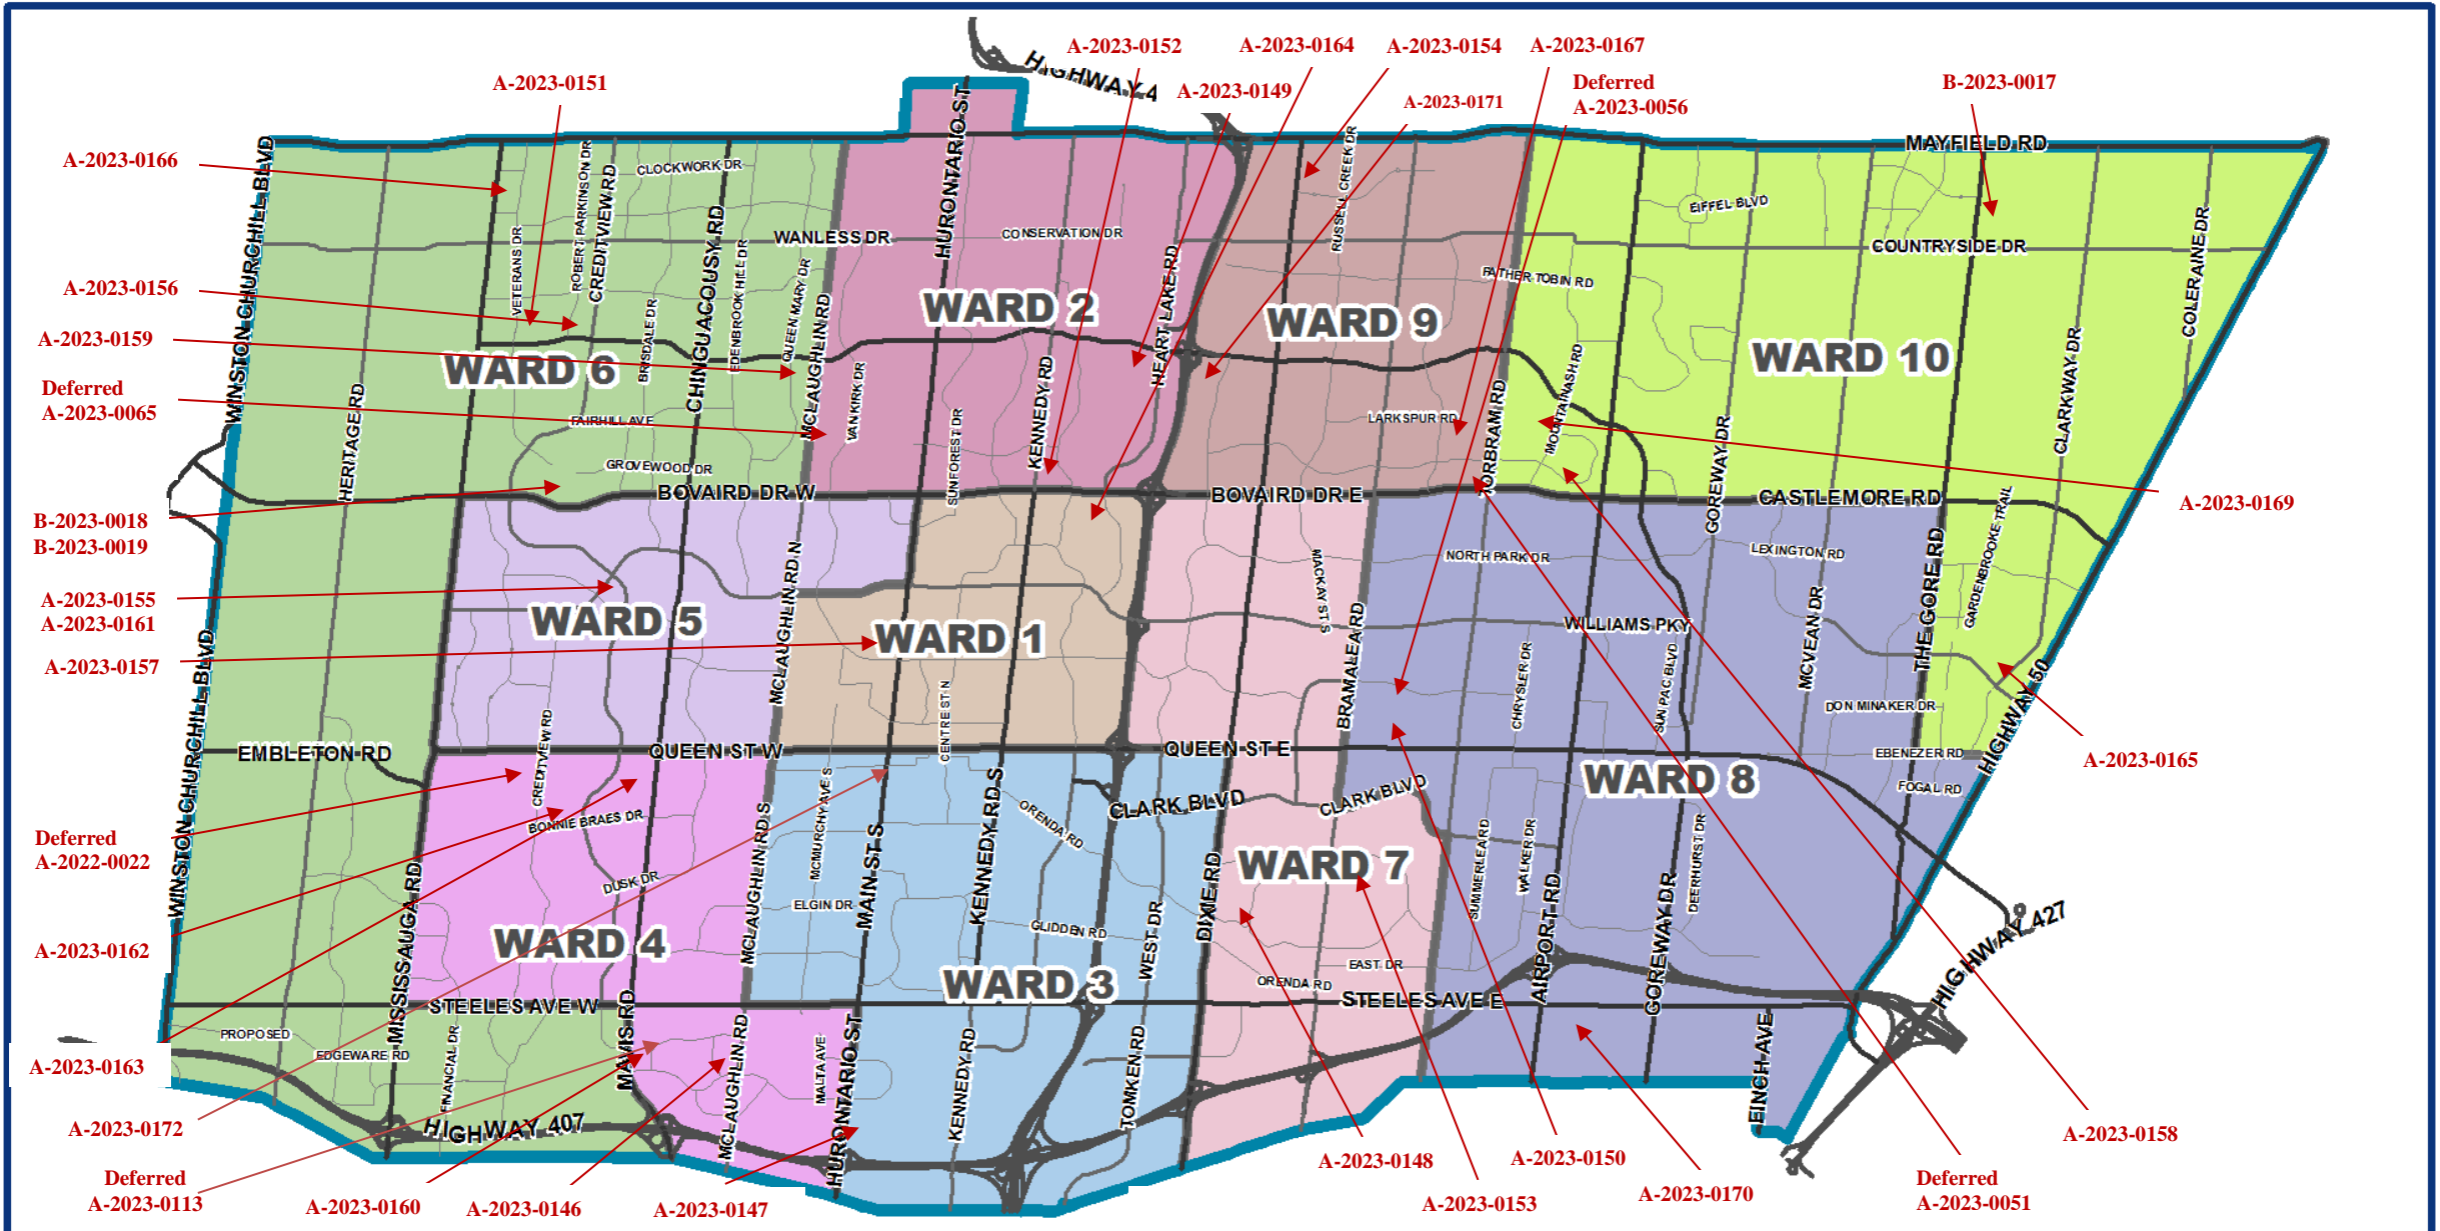 A-2023-0152
A-2023-0164
A-2023-0154
A-2023-0167
HIGHWAY 4
A-2023-0151
A-2023-0149
A-2023-0171
Deferred
A-2023-0056
B-2023-0017
A-2023-0166
MAYFIELD RD
HURONTARIO ST
CLOCKWORK DR
ROBERT PARKINSON DR
CREDITVIEW RD
RUSSELL CREEK DR
EIFFEL BLVD
WINSTON CHURCHILL BLVD
VETERANS DR
CHINGUACOUSY RD
EDENBROOK HILL DR
QUEEN MARY DR
WANLESS DR
CONSERVATION DR
COUNTRYSIDE DR
COLERAINE DR
HEART LAKE RD
FATHER TOBIN RD
A-2023-0156
A-2023-0159
BRISDALE DR
MCLAUGHLIN RD
WARD 2
WARD 9
WARD 10
WARD 6
VAN KIRK DR
KENNEDY RD
MOUNTAINASH RD
CLARKWAY DR
Deferred
A-2023-0065
HERITAGE RD
FAIRHILL AVE
SUNFOREST DR
LARKSPUR RD
TORBRAM RD
GOREWAY DR
GROVEWOOD DR
BOVAIRD DR W
BOVAIRD DR E
CASTLEMORE RD
A-2023-0169
B-2023-0018
B-2023-0019
MCLAUGHLIN RD N
MACKAY ST S
NORTH PARK DR
LEXINGTON RD
THE GORE RD
GARDENBROOKE TRAIL
A-2023-0155
A-2023-0161
A-2023-0157
WARD 5
WARD 1
BRAMALEA RD
WILLIAMS PKY
MCVEAN DR
CHRYSLER DR
SUN PAC BLVD
WINSTON CHURCHILL BLVD
CENTRE ST N
DON MINAKER DR
HIGHWAY 50
CREDITVIEW RD
EMBLETON RD
QUEEN ST W
QUEEN ST E
EBENEZER RD
A-2023-0165
FOGAL RD
WARD 8
CLARK BLVD
CLARK BLVD
ORENDA RD
BONNIE BRAES DR
MCMURCHY AVE S
MAIN ST S
KENNEDY RD S
MCLAUGHLIN RD S
Deferred
A-2022-0022
WARD 7
DIXIE RD
SUMMERLEA RD
WALKER DR
DEERHURST DR
DUSK DR
ELGIN DR
GLIDDEN RD
WEST DR
AIRPORT RD
GOREWAY DR
HIGHWAY 427
A-2023-0162
MISSISSAUGA RD
WARD 4
WARD 3
EAST DR
ORENDA RD
STEELES AVE W
STEELES AVE E
PROPOSED
EDGEWARE RD
FINANCIAL DR
MAVIS RD
MCLAUGHLIN RD
MALTA AVE
HURONTARIO ST
KENNEDY RD
TOMKEN RD
FINCH AVE
A-2023-0163
HIGHWAY 407
A-2023-0172
A-2023-0158
A-2023-0148
A-2023-0150
Deferred
A-2023-0113
A-2023-0160
A-2023-0146
A-2023-0147
A-2023-0153
A-2023-0170
Deferred
A-2023-0051